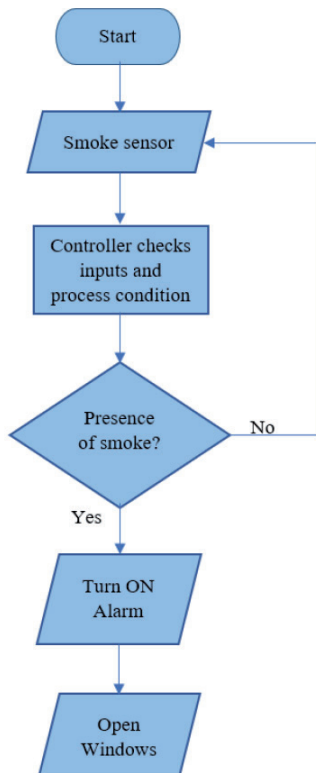 Start
Smoke sensor
Controller checks
inputs and
process condition
Presence
of smoke?
No
Yes
Turn ON
Alarm
Open
Windows